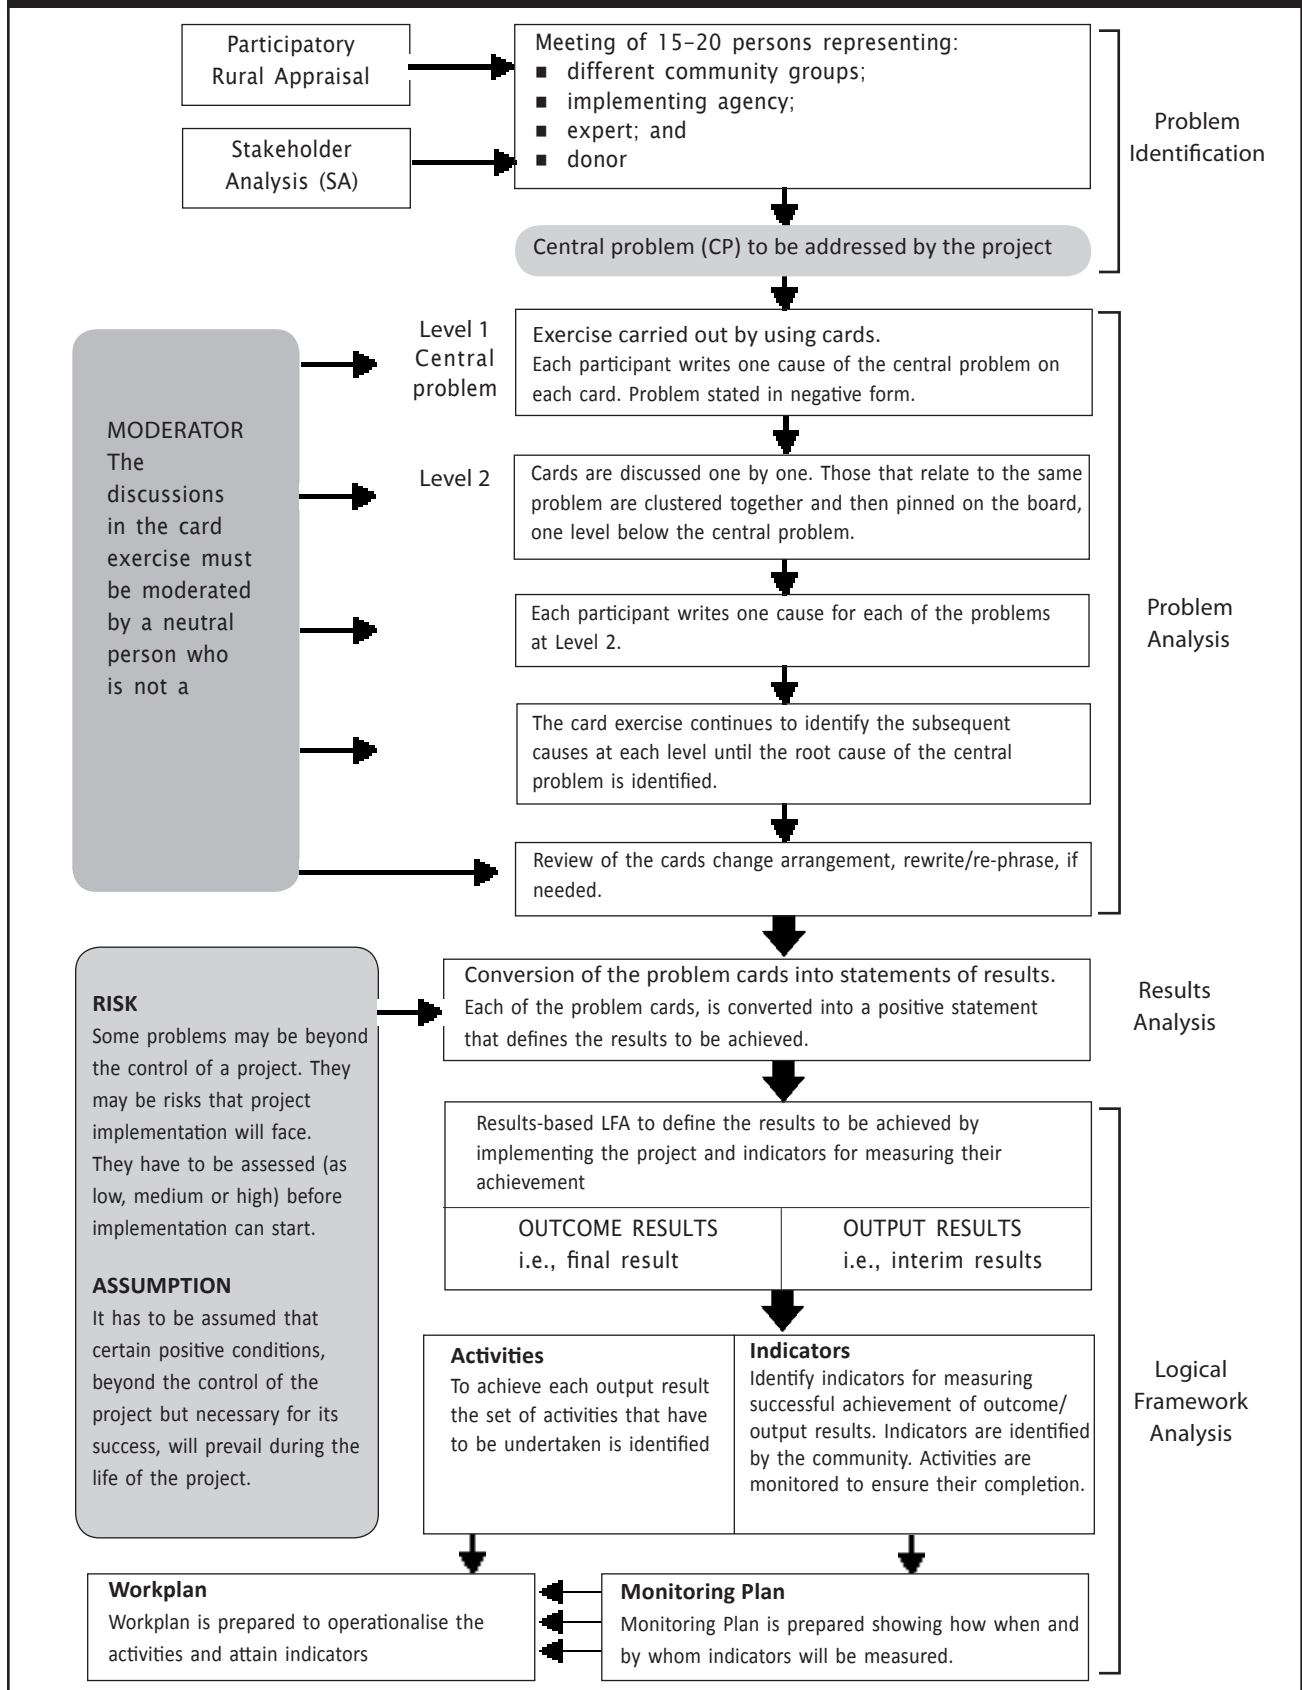 Participatory
Rural Appraisal
Stakeholder
Analysis (SA)
Meeting of 15–20 persons representing:
■ different community groups;
■ implementing agency;
■ expert; and
■ donor
Problem
Identification
Central problem (CP) to be addressed by the project
MODERATOR
The
discussions
in the card
exercise must
be moderated
by a neutral
person who
is not a
Level 1
Central
problem
Exercise carried out by using cards.
Each participant writes one cause of the central problem on
each card. Problem stated in negative form.
Level 2
Cards are discussed one by one. Those that relate to the same
problem are clustered together and then pinned on the board,
one level below the central problem.
Each participant writes one cause for each of the problems
at Level 2.
Problem
Analysis
The card exercise continues to identify the subsequent
causes at each level until the root cause of the central
problem is identified.
Review of the cards change arrangement, rewrite/re-phrase, if
needed.
RISK
Some problems may be beyond
the control of a project. They
may be risks that project
implementation will face.
They have to be assessed (as
low, medium or high) before
implementation can start.
ASSUMPTION
It has to be assumed that
certain positive conditions,
beyond the control of the
project but necessary for its
success, will prevail during the
life of the project.
Conversion of the problem cards into statements of results.
Each of the problem cards, is converted into a positive statement
that defines the results to be achieved.
Results
Analysis
Results-based LFA to define the results to be achieved by
implementing the project and indicators for measuring their
achievement
OUTCOME RESULTS
i.e., final result
OUTPUT RESULTS
i.e., interim results
Activities
To achieve each output result
the set of activities that have
to be undertaken is identified
Indicators
Identify indicators for measuring
successful achievement of outcome/
output results. Indicators are identified
by the community. Activities are
monitored to ensure their completion.
Logical
Framework
Analysis
Workplan
Workplan is prepared to operationalise the
activities and attain indicators
Monitoring Plan
Monitoring Plan is prepared showing how when and
by whom indicators will be measured.